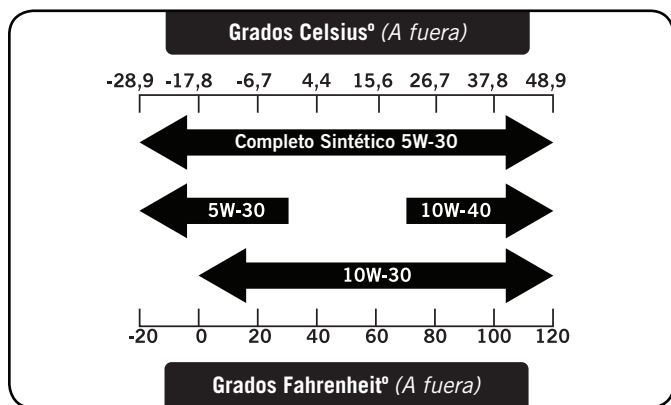 Grados Celsiusº (A fuera)
-28,9 -17,8 -6,7 4,4 15,6 26,7 37,8 48,9
Completo Sintético 5W-30
5W-30 10W-40
10W-30
-20 0 20 40 60 80 100 120
Grados Fahrenheitº (A fuera)